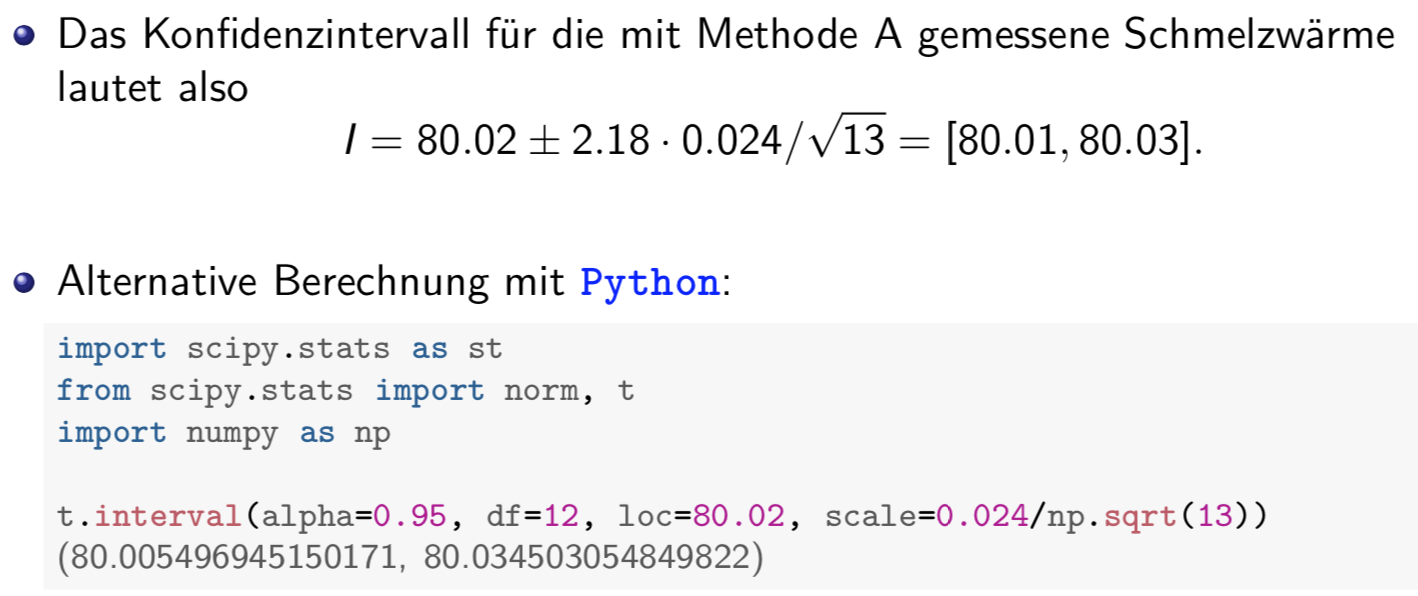 Das Konfidenzintervall für die mit Methode A gemessene Schmelzwärme
lautet also
I = 80.02 ± 2.18 · 0.024/√13 = [80.01, 80.03].
Alternative Berechnung mit Python:
import scipy.stats as st
from scipy.stats import norm, t
import numpy as np
t.interval(alpha=0.95, df=12, loc=80.02, scale=0.024/np.sqrt(13))
(80.005496945150171, 80.034503054849822)